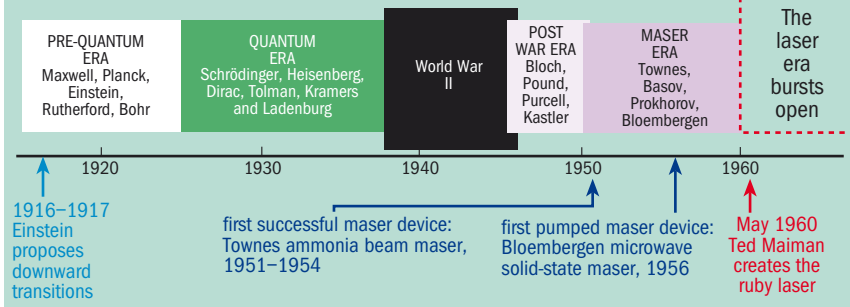 PRE-QUANTUM
ERA
Maxwell, Planck,
Einstein,
Rutherford, Bohr
QUANTUM
ERA
Schrödinger, Heisenberg,
Dirac, Tolman, Kramers
and Ladenburg
World War
II
POST
WAR ERA
Bloch,
Pound,
Purcell,
Kastler
MASER
ERA
Townes,
Basov,
Prokhorov,
Bloembergen
The
laser
era
bursts
open
1920
1930
1940
1950
1960
1916–1917
Einstein
proposes
downward
transitions
first successful maser device:
Townes ammonia beam maser,
1951–1954
first pumped maser device:
Bloembergen microwave
solid-state maser, 1956
May 1960
Ted Maiman
creates the
ruby laser